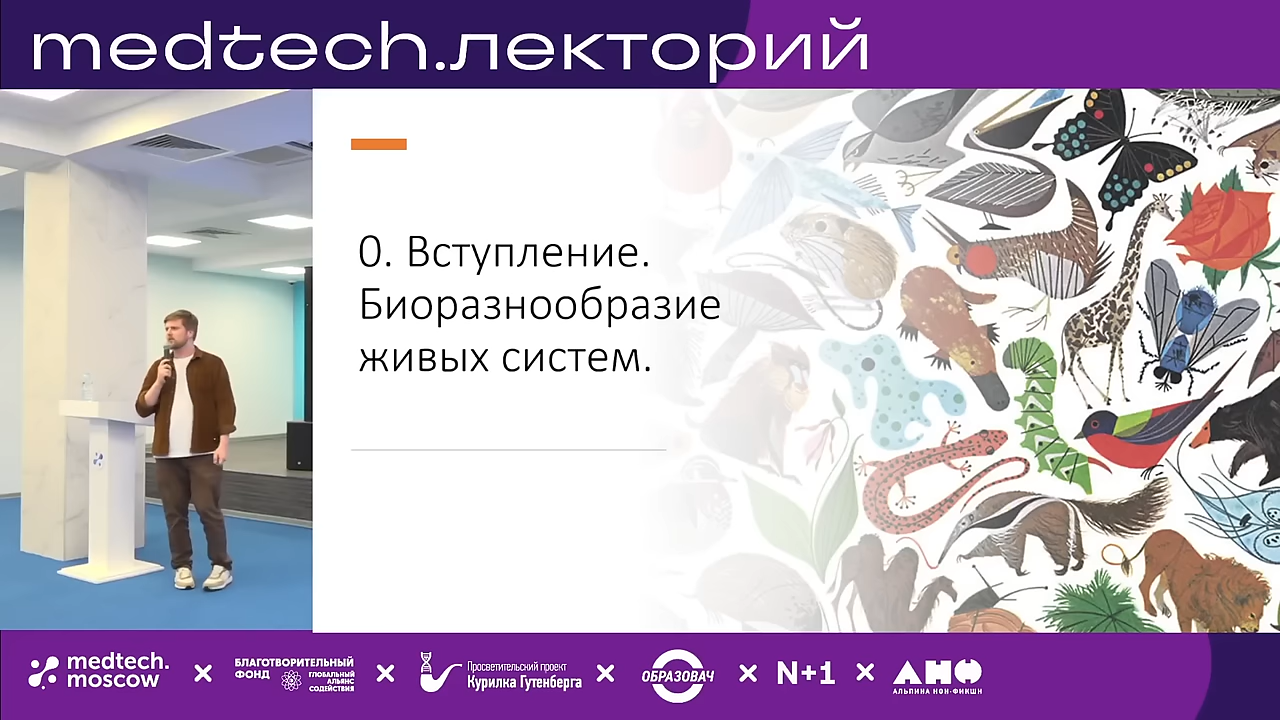 medtech.лекторий
0. Вступление.
Биоразнообразие
живых систем.
medtech.
moscow
×
БЛАГОТВОРИТЕЛЬНЫЙ
ФОНД
ГЛОБАЛЬНЫЙ
АЛЬЯНС
СОДЕЙСТВИЯ
×
Просветительский проект
Курилка Гутенберга
×
ОБРАЗОВАЧ
×
N+1
×
АНФ
АЛЬПИНА НОН-ФИКШН